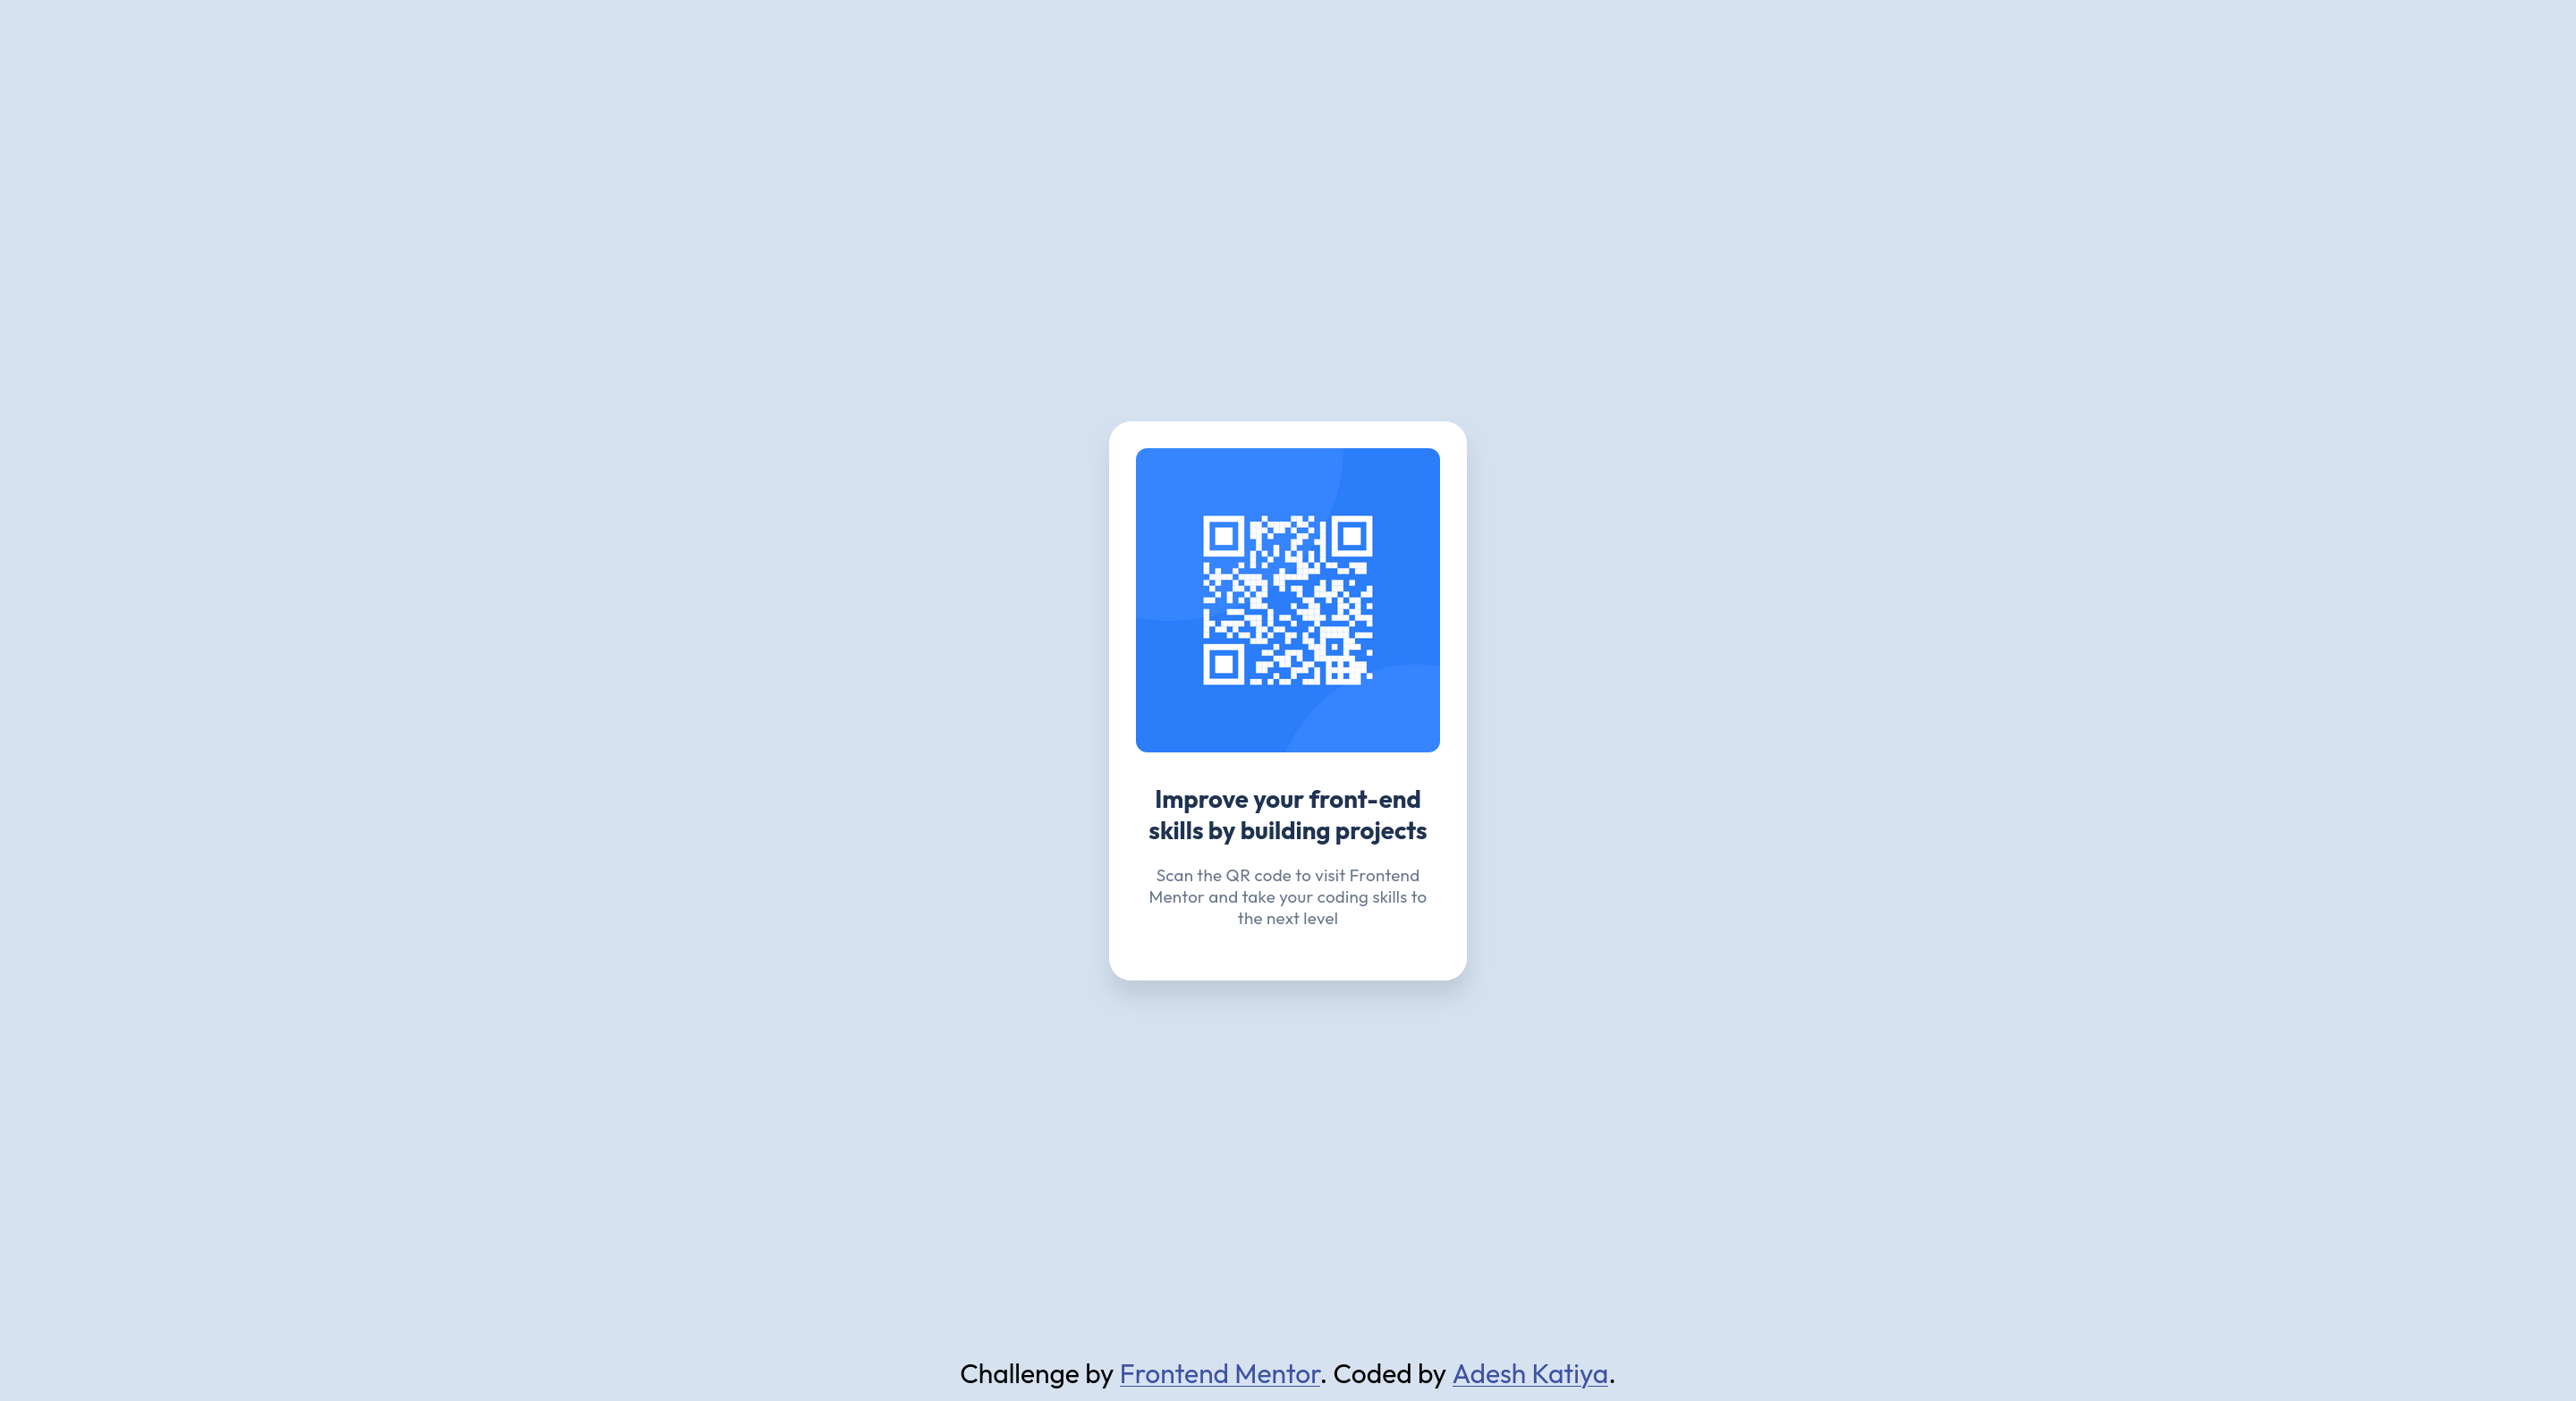 Improve your front-end
skills by building projects
Scan the QR code to visit Frontend
Mentor and take your coding skills to
the next level
Challenge by Frontend Mentor. Coded by Adesh Katiya.